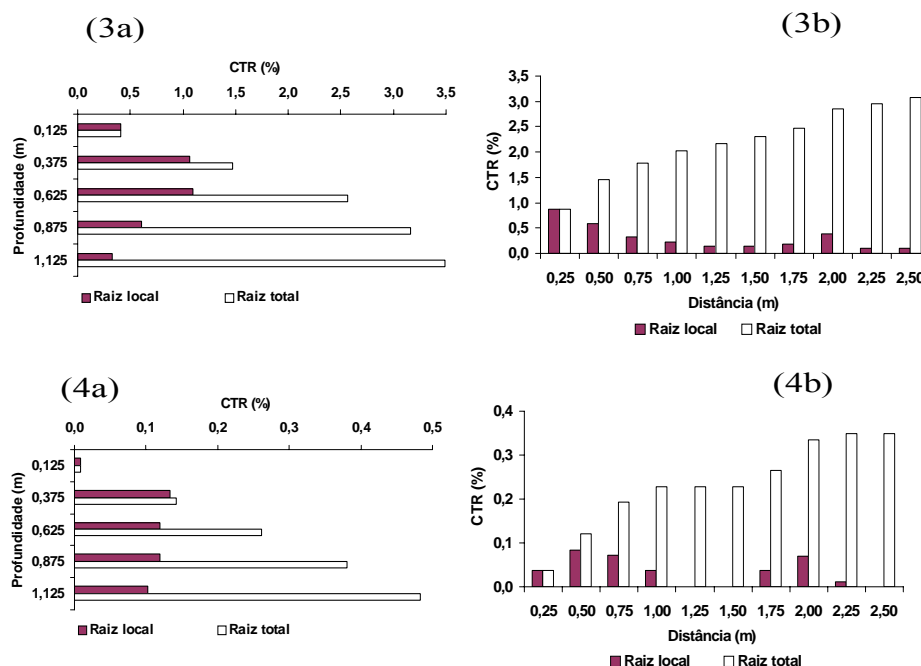 (3a)
CTR (%)
0,0 0,5 1,0 1,5 2,0 2,5 3,0 3,5
Profundidade (m)
0,125
0,375
0,625
0,875
1,125
Raiz local Raiz total
(3b)
CTR (%)
3,5
3,0
2,5
2,0
1,5
1,0
0,5
0,0
0,25 0,50 0,75 1,00 1,25 1,50 1,75 2,00 2,25 2,50
Distância (m)
Raiz local Raiz total
(4a)
CTR (%)
0,0 0,1 0,2 0,3 0,4 0,5
Profundidade (m)
0,125
0,375
0,625
0,875
1,125
Raiz local Raiz total
(4b)
CTR (%)
0,4
0,3
0,2
0,1
0,0
0,25 0,50 0,75 1,00 1,25 1,50 1,75 2,00 2,25 2,50
Distância (m)
Raiz local Raiz total